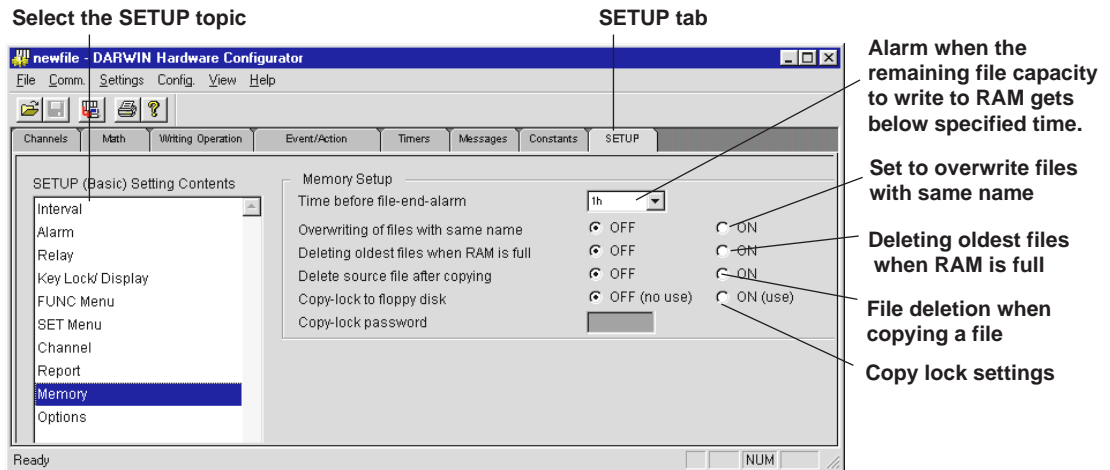 Select the SETUP topic
SETUP tab
newfile - DARWIN Hardware Configurator
File Comm. Settings Config. View Help
Channels Math Writing Operation Event/Action Timers Messages Constants SETUP
SETUP (Basic) Setting Contents
Interval
Alarm
Relay
Key Lock/ Display
FUNC Menu
SET Menu
Channel
Report
Memory
Options
Memory Setup
Time before file-end-alarm 1h
Overwriting of files with same name OFF ON
Deleting oldest files when RAM is full OFF ON
Delete source file after copying OFF ON
Copy-lock to floppy disk OFF (no use) ON (use)
Copy-lock password
Ready NUM
Alarm when the
remaining file capacity
to write to RAM gets
below specified time.
Set to overwrite files
with same name
Deleting oldest files
when RAM is full
File deletion when
copying a file
Copy lock settings